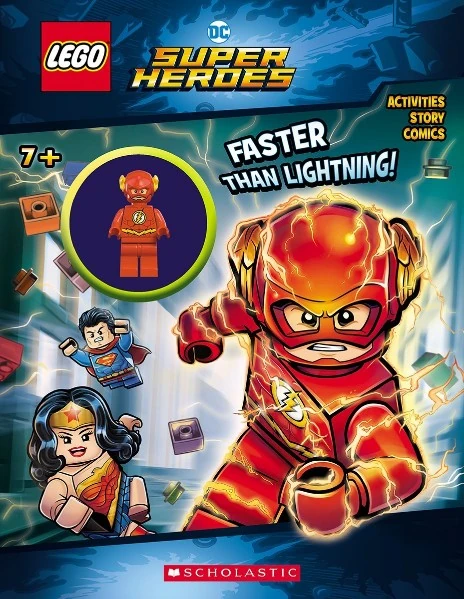 LEGO
DC
SUPER
HEROES
ACTIVITIES
STORY
COMICS
7+
FASTER
THAN LIGHTNING!
S
SCHOLASTIC